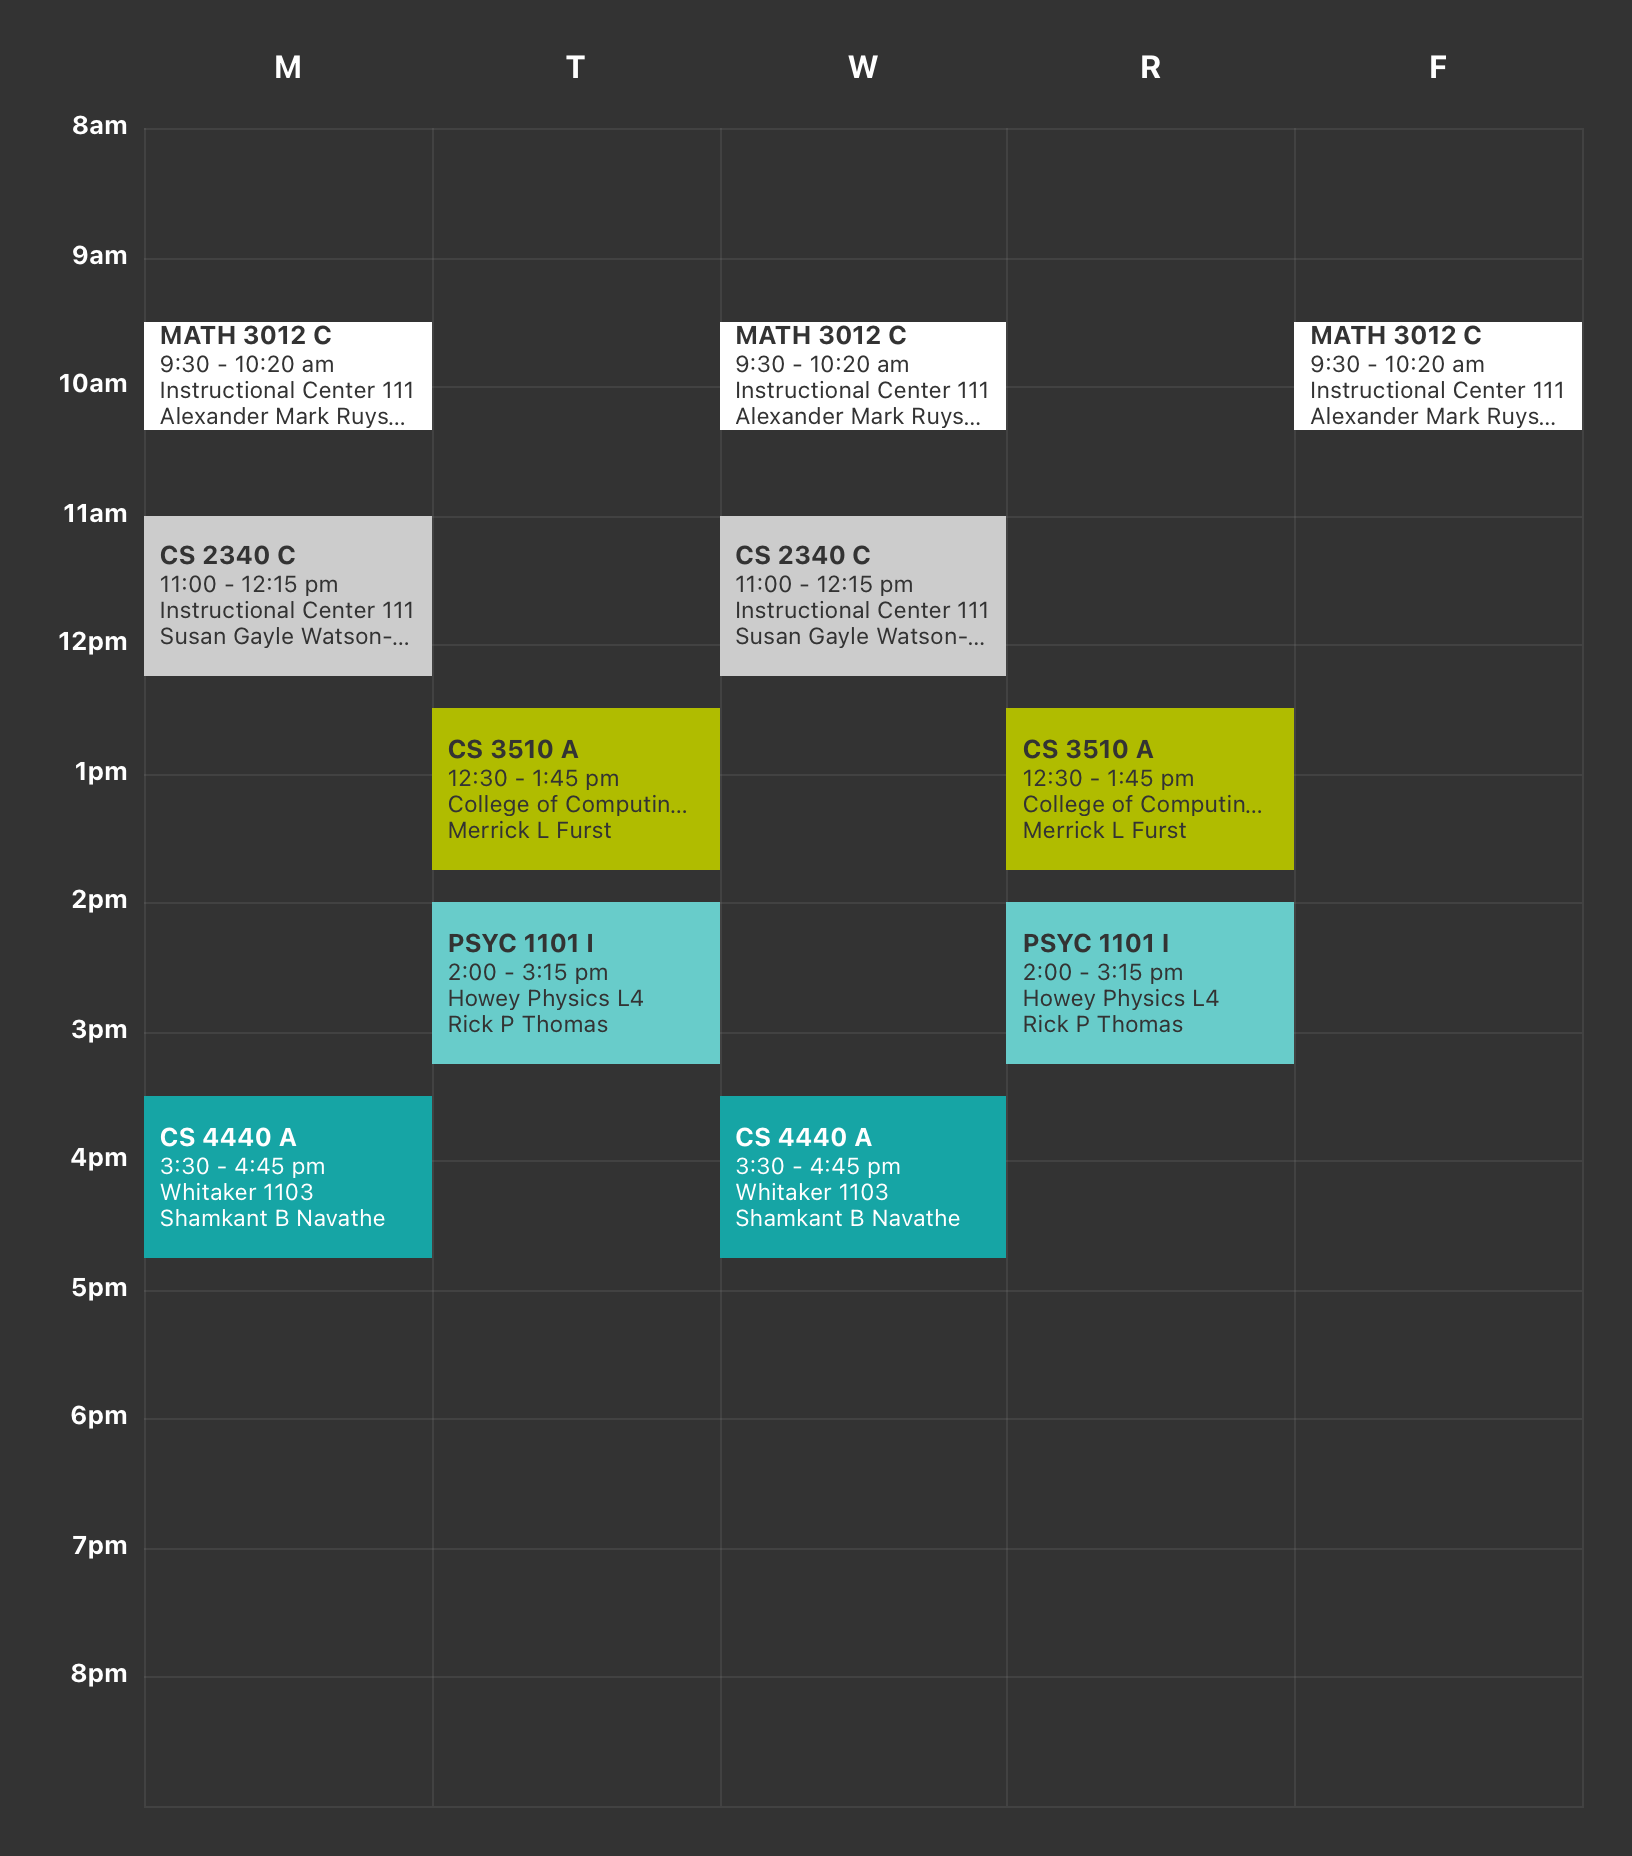 M T W R F
8am
9am
MATH 3012 C
9:30 - 10:20 am
Instructional Center 111
Alexander Mark Ruys...
MATH 3012 C
9:30 - 10:20 am
Instructional Center 111
Alexander Mark Ruys...
MATH 3012 C
9:30 - 10:20 am
Instructional Center 111
Alexander Mark Ruys...
10am
11am
CS 2340 C
11:00 - 12:15 pm
Instructional Center 111
Susan Gayle Watson-...
CS 2340 C
11:00 - 12:15 pm
Instructional Center 111
Susan Gayle Watson-...
12pm
CS 3510 A
12:30 - 1:45 pm
College of Computin...
Merrick L Furst
CS 3510 A
12:30 - 1:45 pm
College of Computin...
Merrick L Furst
1pm
2pm
PSYC 1101 I
2:00 - 3:15 pm
Howey Physics L4
Rick P Thomas
PSYC 1101 I
2:00 - 3:15 pm
Howey Physics L4
Rick P Thomas
3pm
CS 4440 A
3:30 - 4:45 pm
Whitaker 1103
Shamkant B Navathe
CS 4440 A
3:30 - 4:45 pm
Whitaker 1103
Shamkant B Navathe
4pm
5pm
6pm
7pm
8pm